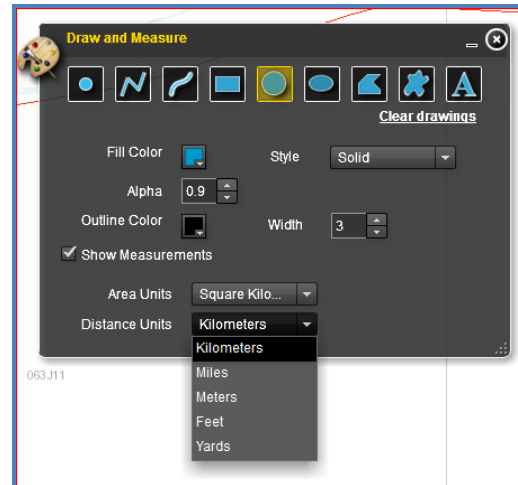 Draw and Measure
A
Clear drawings
Fill Color Style Solid
Alpha 0.9
Outline Color Width 3
Show Measurements
Area Units Square Kilo...
Distance Units Kilometers
Kilometers
Miles
Meters
Feet
Yards
063J11